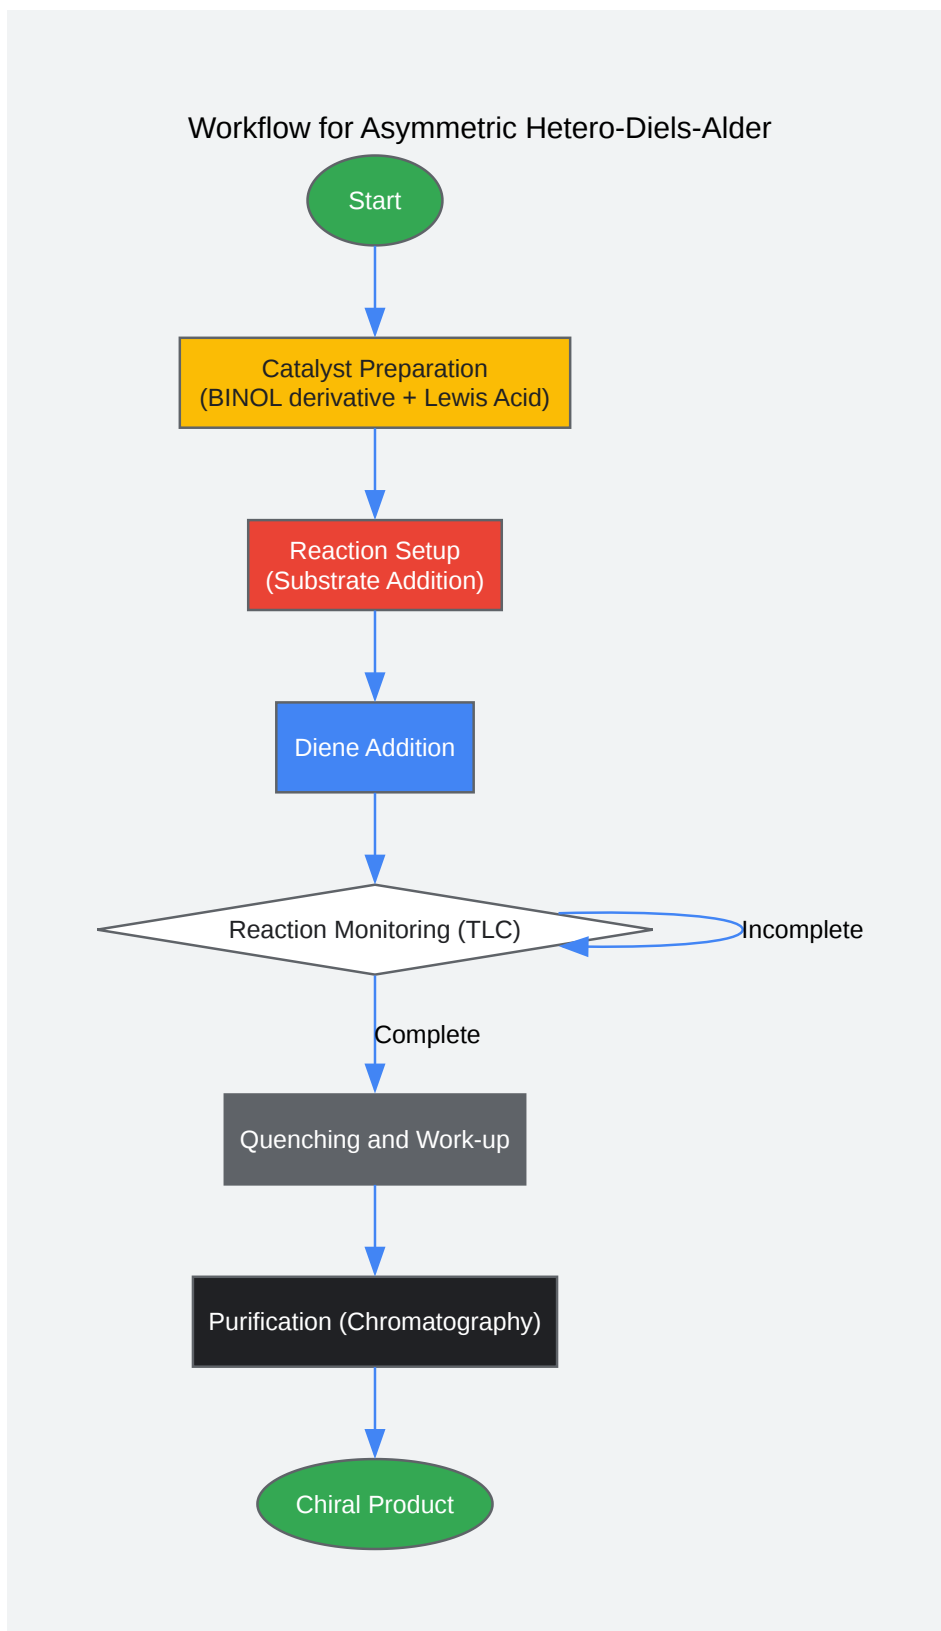 Workflow for Asymmetric Hetero-Diels-Alder
Start
Catalyst Preparation
(BINOL derivative + Lewis Acid)
Reaction Setup
(Substrate Addition)
Diene Addition
Reaction Monitoring (TLC)
Incomplete
Complete
Quenching and Work-up
Purification (Chromatography)
Chiral Product